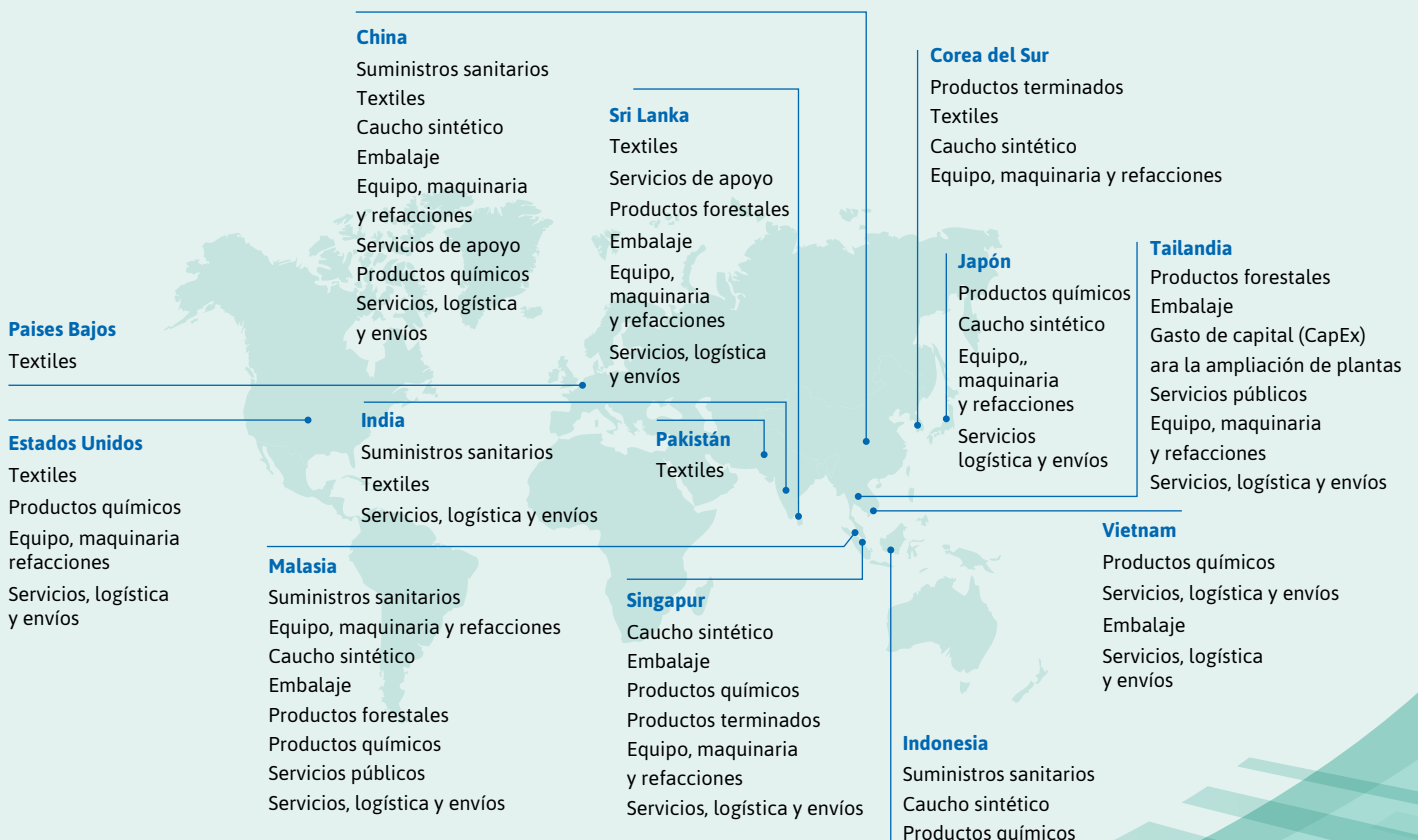 China
Suministros sanitarios
Textiles
Caucho sintético
Embalaje
Equipo, maquinaria
y refacciones
Servicios de apoyo
Productos químicos
Servicios, logística
y envíos
Sri Lanka
Textiles
Servicios de apoyo
Productos forestales
Embalaje
Equipo,
maquinaria
y refacciones
Servicios, logística
y envíos
Corea del Sur
Productos terminados
Textiles
Caucho sintético
Equipo, maquinaria y refacciones
Japón
Productos químicos
Caucho sintético
Equipo,,
maquinaria
y refacciones
Servicios
logística y envíos
Tailandia
Productos forestales
Embalaje
Gasto de capital (CapEx)
ara la ampliación de plantas
Servicios públicos
Equipo, maquinaria
y refacciones
Servicios, logística y envíos
Paises Bajos
Textiles
Estados Unidos
Textiles
Productos químicos
Equipo, maquinaria
refacciones
Servicios, logística
y envíos
India
Suministros sanitarios
Textiles
Servicios, logística y envíos
Pakistán
Textiles
Malasia
Suministros sanitarios
Equipo, maquinaria y refacciones
Caucho sintético
Embalaje
Productos forestales
Productos químicos
Servicios públicos
Servicios, logística y envíos
Singapur
Caucho sintético
Embalaje
Productos químicos
Productos terminados
Equipo, maquinaria
y refacciones
Servicios, logística y envíos
Vietnam
Productos químicos
Servicios, logística y envíos
Embalaje
Servicios, logística
y envíos
Indonesia
Suministros sanitarios
Caucho sintético
Productos químicos